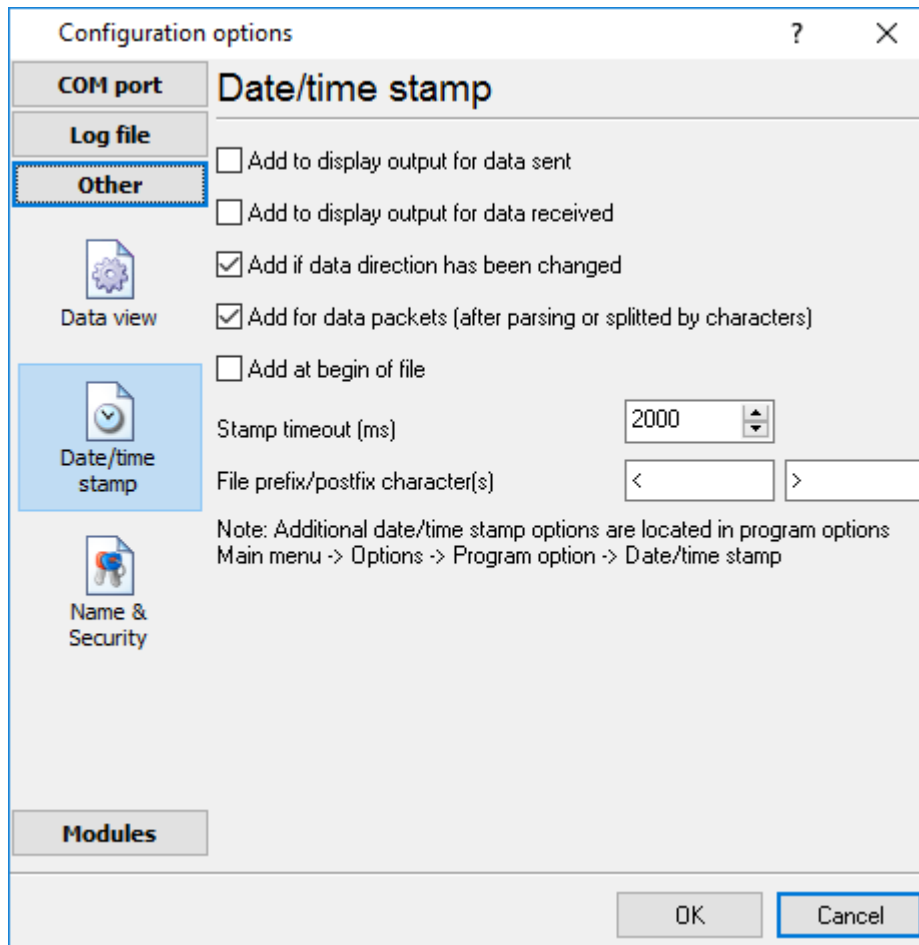 Configuration options
?
COM port
Log file
Other
Data view
Date/time
stamp
Name &
Security
Modules
Date/time stamp
Add to display output for data sent
Add to display output for data received
Add if data direction has been changed
Add for data packets (after parsing or splitted by characters)
Add at begin of file
Stamp timeout (ms) 2000
File prefix/postfix character(s) < >
Note: Additional date/time stamp options are located in program options
Main menu -> Options -> Program option -> Date/time stamp
OK Cancel